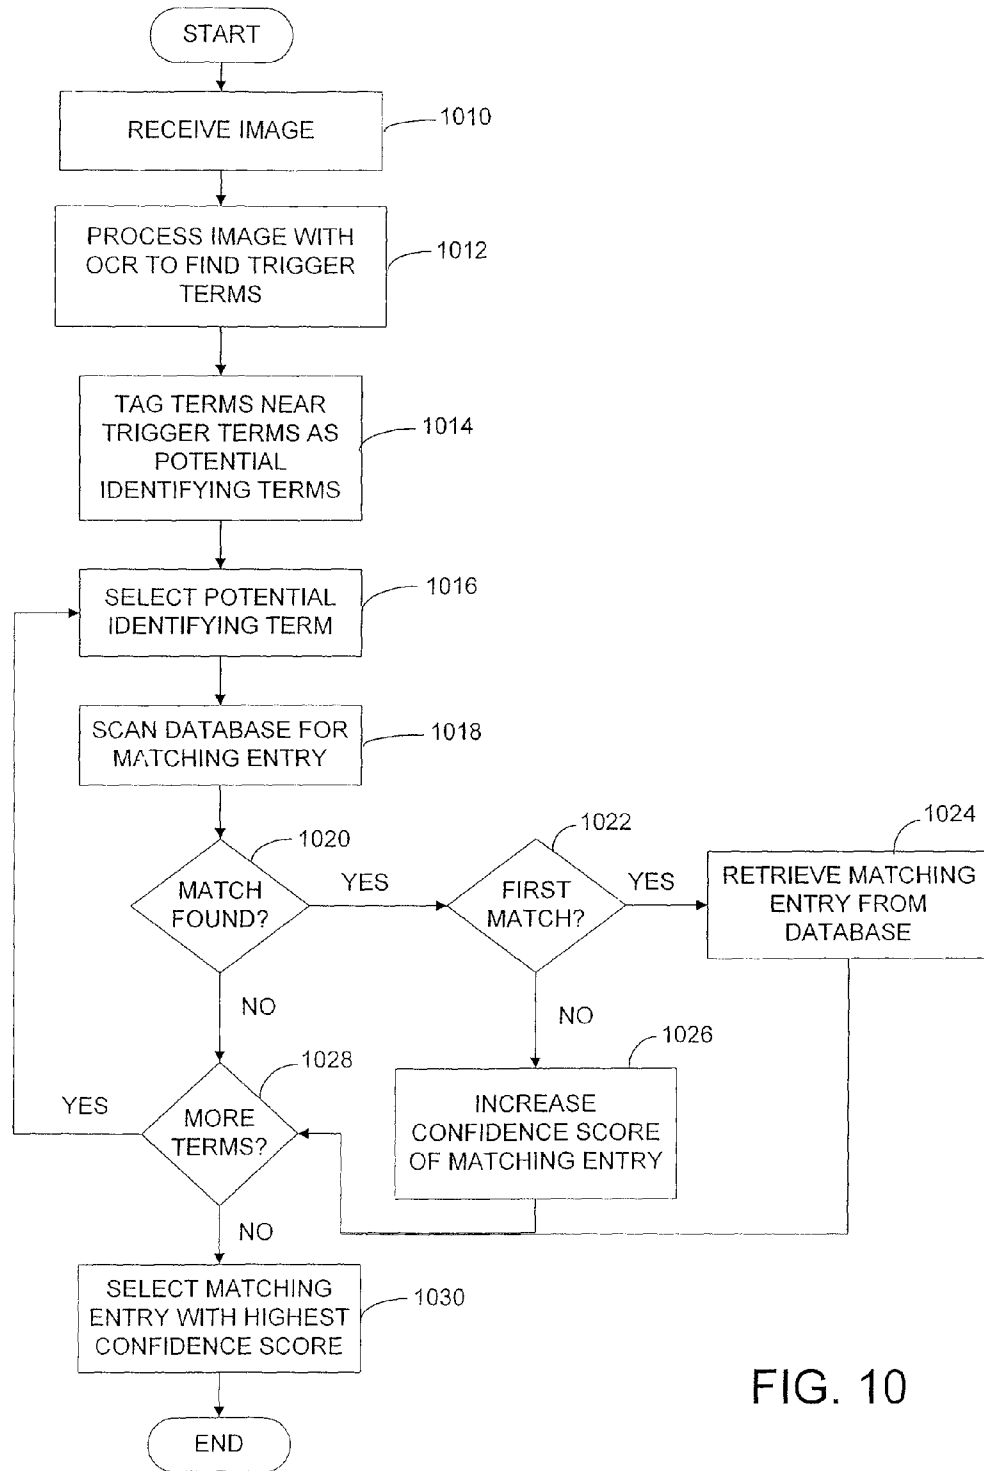 START
RECEIVE IMAGE
1010
PROCESS IMAGE WITH
OCR TO FIND TRIGGER
TERMS
1012
TAG TERMS NEAR
TRIGGER TERMS AS
POTENTIAL
IDENTIFYING TERMS
1014
SELECT POTENTIAL
IDENTIFYING TERM
1016
SCAN DATABASE FOR
MATCHING ENTRY
1018
MATCH
FOUND?
1020
YES
FIRST
MATCH?
1022
YES
RETRIEVE MATCHING
ENTRY FROM
DATABASE
1024
NO
NO
INCREASE
CONFIDENCE SCORE
OF MATCHING ENTRY
1026
MORE
TERMS?
1028
YES
NO
SELECT MATCHING
ENTRY WITH HIGHEST
CONFIDENCE SCORE
1030
END
FIG. 10